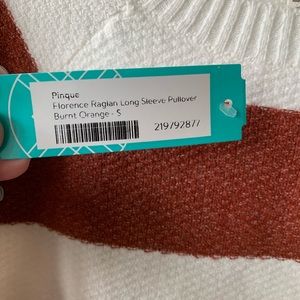 Pinque
Florence Raglan Long Sleeve Pullover
Burnt Orange - S
219792877